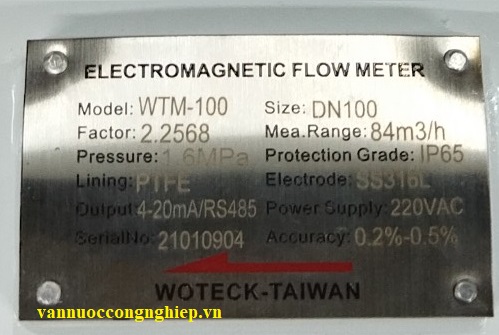 ELECTROMAGNETIC FLOW METER
Model: WTM-100 Size: DN100
Factor: 2.2568 Mea.Range: 84m3/h
Pressure: 1.6MPa Protection Grade: IP65
Lining: PTFE Electrode: SS316L
Output: 4-20mA/RS485 Power Supply: 220VAC
SerialNo: 21010904 Accuracy: 0.2%-0.5%
WOTECK-TAIWAN
vannuoccongnghiep.vn